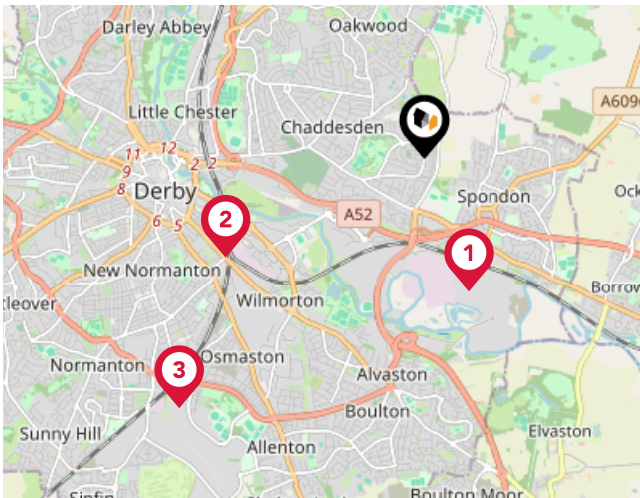 Darley Abbey
Oakwood
A609
Little Chester
Chaddesden
11
12
9
2
2
8
Derby
Spondon
Ock
6
5
A52
2
1
New Normanton
Borrow
tleover
Wilmorton
3
Osmaston
Normanton
Alvaston
Boulton
Sunny Hill
Elvaston
Allenton
Sinfin
Boulton Moor